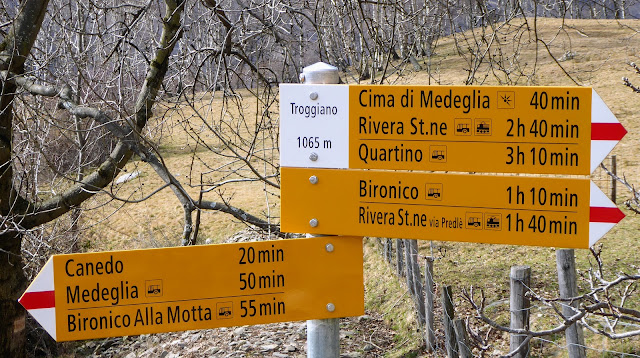 Troggiano
1065 m
Cima di Medeglia 40 min
Rivera St.ne 2 h 40 min
Quartino 3 h 10 min
Bironico 1 h 10 min
Rivera St.ne via Predlè 1 h 40 min
Canedo 20 min
Medeglia 50 min
Bironico Alla Motta 55 min